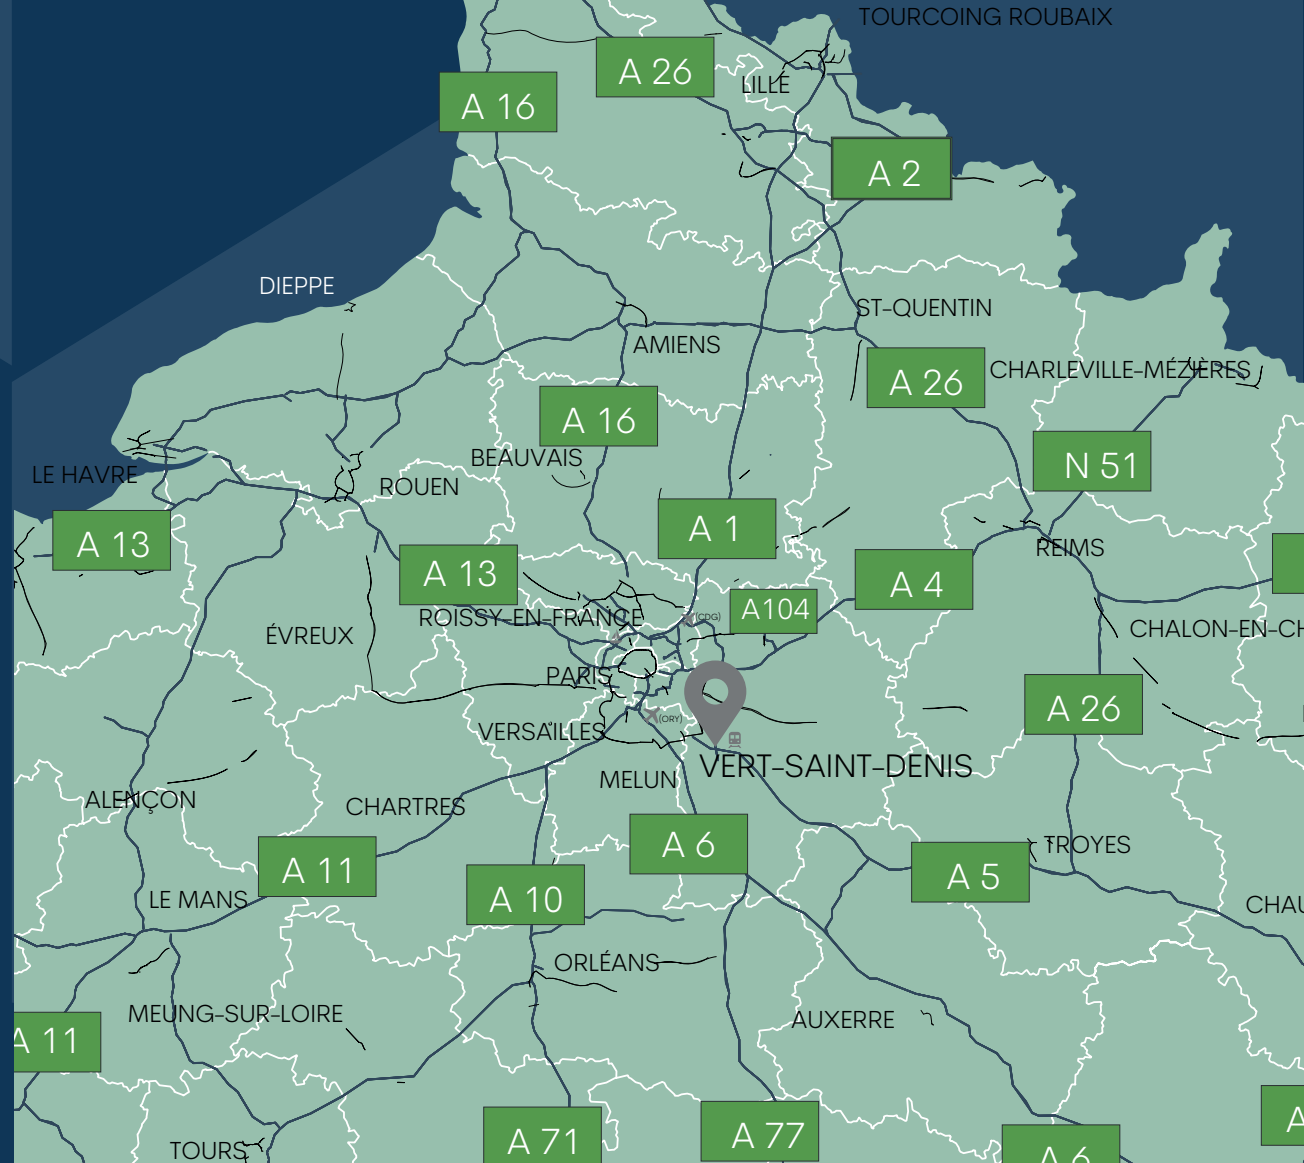 TOURCOING ROUBAIX
A 26
LILLE
A 16
A 2
DIEPPE
ST-QUENTIN
AMIENS
A 26
CHARLEVILLE-MÉZIÈRES
A 16
BEAUVAIS
N 51
LE HAVRE
ROUEN
A 1
A 13
REIMS
A 13
A 4
A104
ROISSY-EN-FRANCE
(CDG)
ÉVREUX
CHALON-EN-CH
PARIS
A 26
(ORY)
VERSAILLES
VERT-SAINT-DENIS
MELUN
ALENÇON
CHARTRES
A 6
TROYES
A 11
A 5
A 10
LE MANS
CHAU
ORLÉANS
MEUNG-SUR-LOIRE
AUXERRE
A 11
A
A 77
A 71
A 6
TOURS